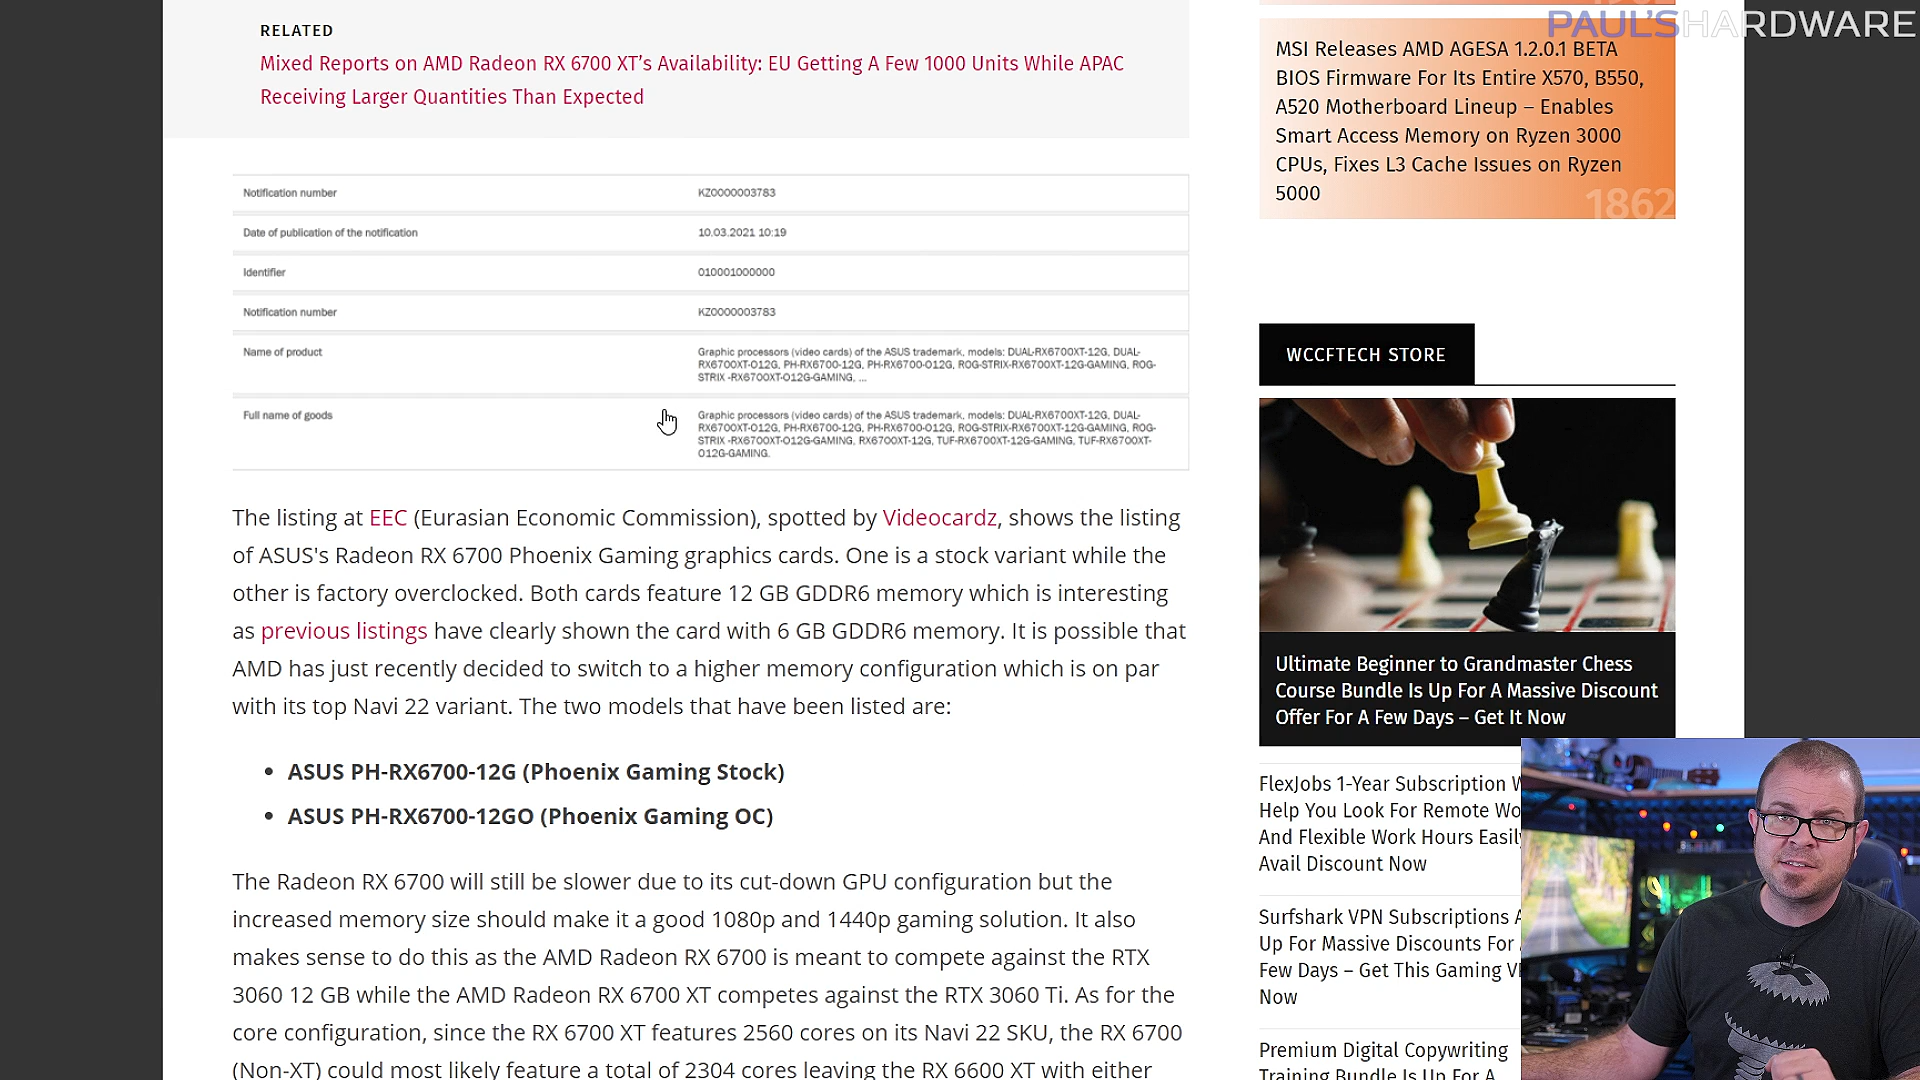 PAUL'SHARDWARE
RELATED
Mixed Reports on AMD Radeon RX 6700 XT’s Availability: EU Getting A Few 1000 Units While APAC
Receiving Larger Quantities Than Expected
Notification number KZ0000003783
Date of publication of the notification 10.03.2021 10:19
Identifier 010001000000
Notification number KZ0000003783
Name of product Graphic processors (video cards) of the ASUS trademark, models: DUAL-RX6700XT-12G, DUAL-
RX6700XT-O12G, PH-RX6700-12G, PH-RX6700-O12G, ROG-STRIX-RX6700XT-12G-GAMING, ROG-
STRIX -RX6700XT-O12G-GAMING, ...
Full name of goods Graphic processors (video cards) of the ASUS trademark, models: DUAL-RX6700XT-12G, DUAL-
RX6700XT-O12G, PH-RX6700-12G, PH-RX6700-O12G, ROG-STRIX-RX6700XT-12G-GAMING, ROG-
STRIX -RX6700XT-O12G-GAMING, RX6700XT-12G, TUF-RX6700XT-12G-GAMING, TUF-RX6700XT-
O12G-GAMING.
The listing at EEC (Eurasian Economic Commission), spotted by Videocardz, shows the listing
of ASUS's Radeon RX 6700 Phoenix Gaming graphics cards. One is a stock variant while the
other is factory overclocked. Both cards feature 12 GB GDDR6 memory which is interesting
as previous listings have clearly shown the card with 6 GB GDDR6 memory. It is possible that
AMD has just recently decided to switch to a higher memory configuration which is on par
with its top Navi 22 variant. The two models that have been listed are:
• ASUS PH-RX6700-12G (Phoenix Gaming Stock)
• ASUS PH-RX6700-12GO (Phoenix Gaming OC)
The Radeon RX 6700 will still be slower due to its cut-down GPU configuration but the
increased memory size should make it a good 1080p and 1440p gaming solution. It also
makes sense to do this as the AMD Radeon RX 6700 is meant to compete against the RTX
3060 12 GB while the AMD Radeon RX 6700 XT competes against the RTX 3060 Ti. As for the
core configuration, since the RX 6700 XT features 2560 cores on its Navi 22 SKU, the RX 6700
(Non-XT) could most likely feature a total of 2304 cores leaving the RX 6600 XT with either
MSI Releases AMD AGESA 1.2.0.1 BETA
BIOS Firmware For Its Entire X570, B550,
A520 Motherboard Lineup – Enables
Smart Access Memory on Ryzen 3000
CPUs, Fixes L3 Cache Issues on Ryzen
5000
1862
WCCFTECH STORE
Ultimate Beginner to Grandmaster Chess
Course Bundle Is Up For A Massive Discount
Offer For A Few Days – Get It Now
FlexJobs 1-Year Subscription
Help You Look For Remote
And Flexible Work Hours
Avail Discount Now
Surfshark VPN Subscriptions
Up For Massive Discounts For
Few Days – Get This Gaming
Now
Premium Digital Copywriting
Training Bundle Is Up For A